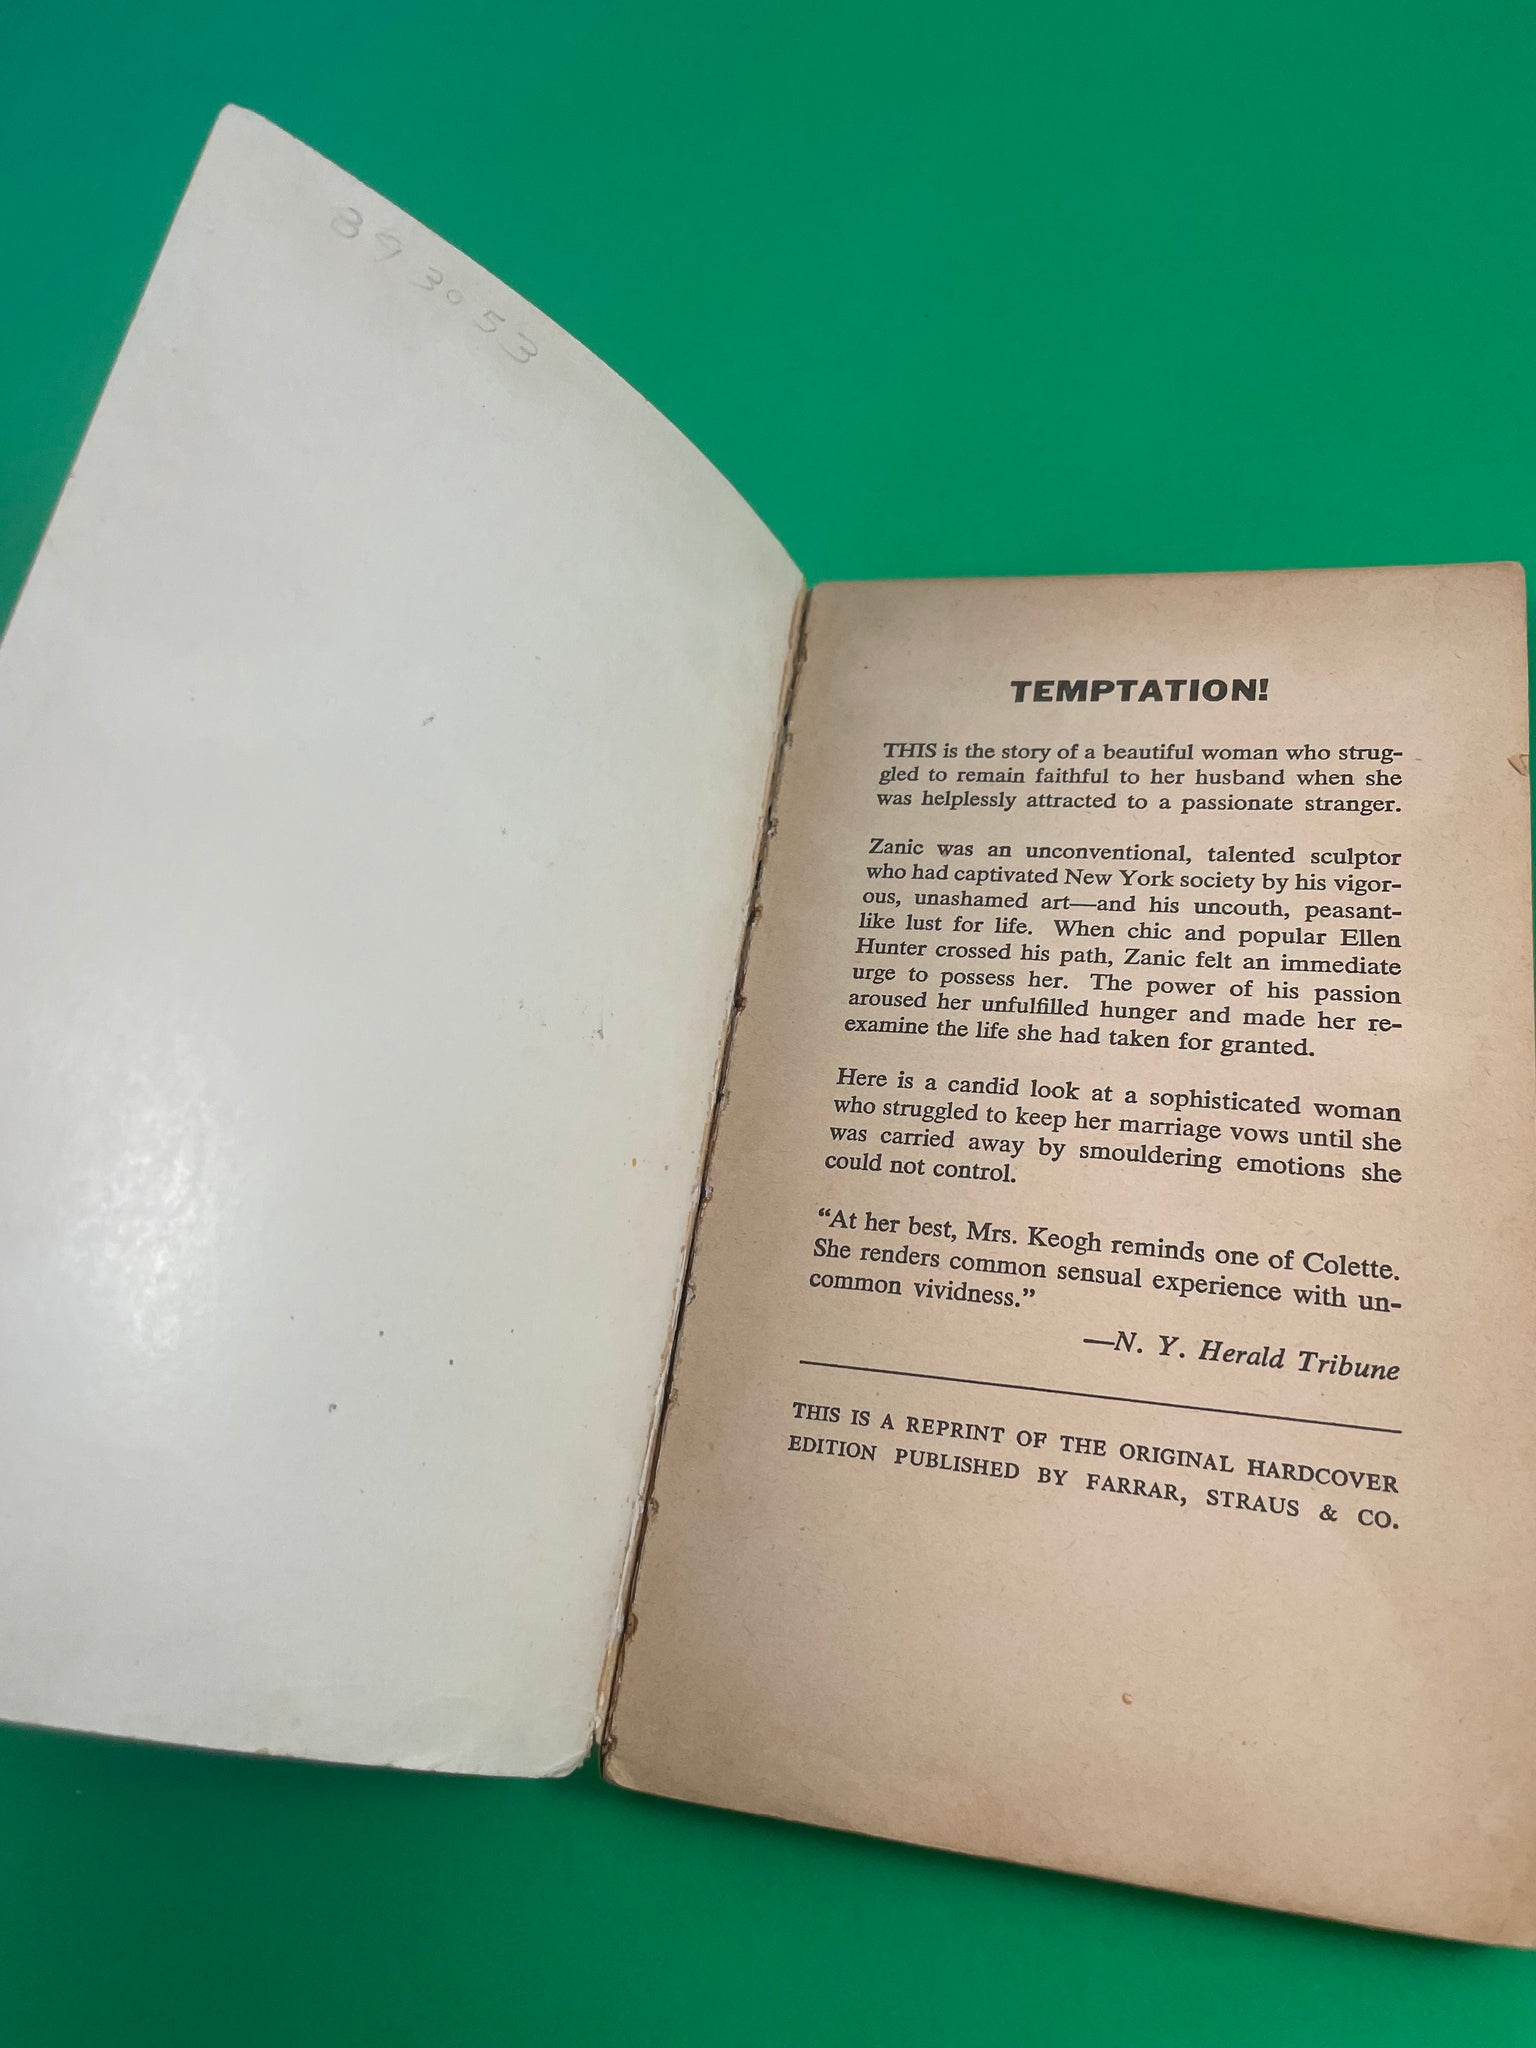 893053
TEMPTATION!
THIS is the story of a beautiful woman who strug-
gled to remain faithful to her husband when she
was helplessly attracted to a passionate stranger.
Zanic was an unconventional, talented sculptor
who had captivated New York society by his vigor-
ous, unashamed art—and his uncouth, peasant-
like lust for life. When chic and popular Ellen
Hunter crossed his path, Zanic felt an immediate
urge to possess her. The power of his passion
aroused her unfulfilled hunger and made her re-
examine the life she had taken for granted.
Here is a candid look at a sophisticated woman
who struggled to keep her marriage vows until she
was carried away by smouldering emotions she
could not control.
“At her best, Mrs. Keogh reminds one of Colette.
She renders common sensual experience with un-
common vividness.”
—N. Y. Herald Tribune
THIS IS A REPRINT OF THE ORIGINAL HARDCOVER
EDITION PUBLISHED BY FARRAR, STRAUS & CO.